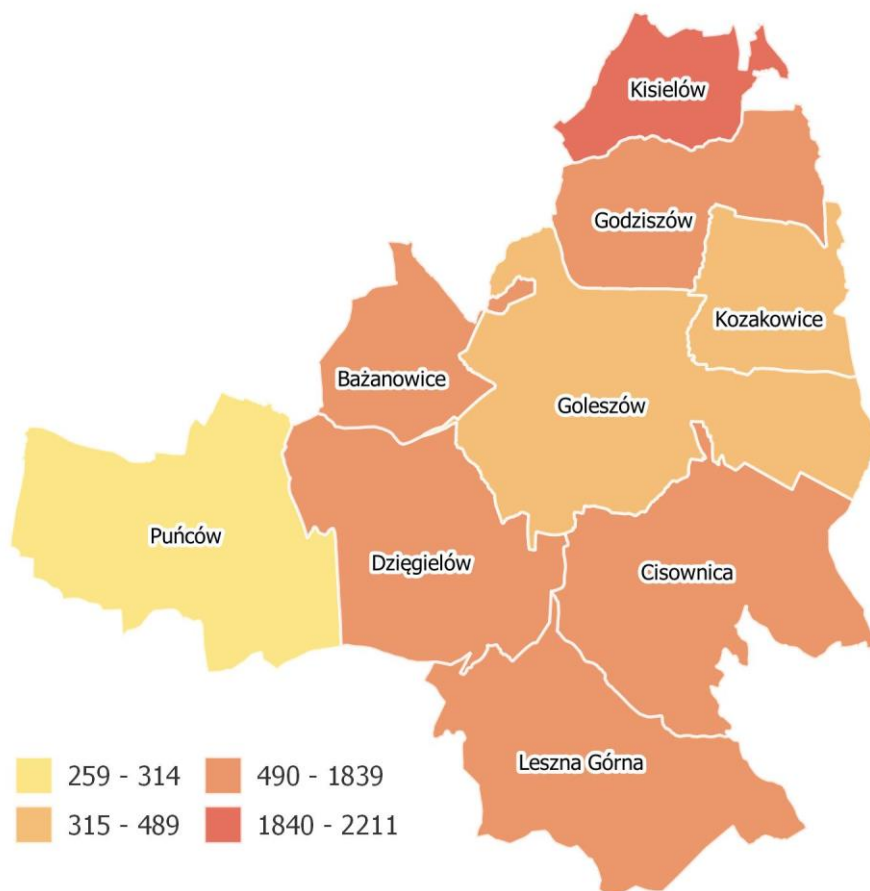 Kisielów
Godziszów
Kozakowice
Bażanowice
Goleszów
Puńców
Dzięgielów
Cisownica
Leszna Górna
259 - 314
490 - 1839
315 - 489
1840 - 2211